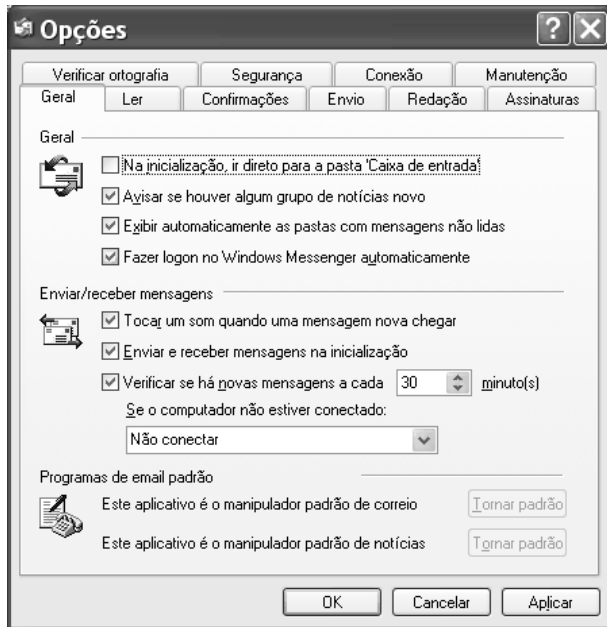 Opções
Verificar ortografia Segurança Conexão Manutenção
Geral Ler Confirmações Envio Redação Assinaturas
Geral
Na inicialização, ir direto para a pasta 'Caixa de entrada'
Avisar se houver algum grupo de notícias novo
Exibir automaticamente as pastas com mensagens não lidas
Fazer logon no Windows Messenger automaticamente
Enviar/receber mensagens
Tocar um som quando uma mensagem nova chegar
Enviar e receber mensagens na inicialização
Verificar se há novas mensagens a cada 30 minuto(s)
Se o computador não estiver conectado:
Não conectar
Programas de email padrão
Este aplicativo é o manipulador padrão de correio Tornar padrão
Este aplicativo é o manipulador padrão de notícias Tornar padrão
OK Cancelar Aplicar